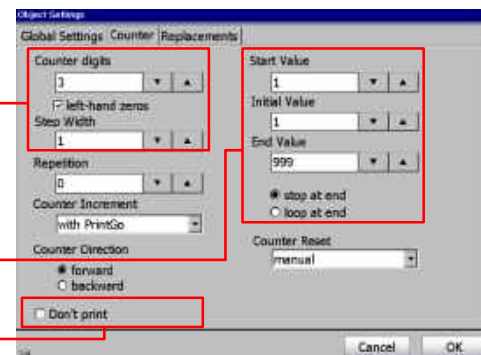 Object Settings
Global Settings Counter Replacements
Counter digits
3
left-hand zeros
Step Width
1
Repetition
0
Counter Increment
with PrintGo
Counter Direction
forward
backward
Don't print
Start Value
1
Initial Value
1
End Value
999
stop at end
loop at end
Counter Reset
manual
Cancel OK